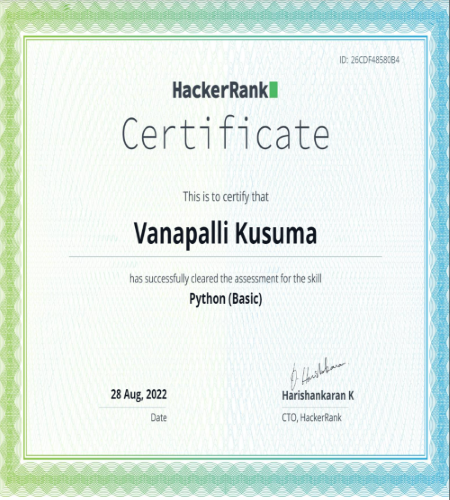 ID: 26CDF48580B4
HackerRank
Certificate
This is to certify that
Vanapalli Kusuma
has successfully cleared the assessment for the skill
Python (Basic)
28 Aug, 2022
Date
Harishankaran
Harishankaran K
CTO, HackerRank